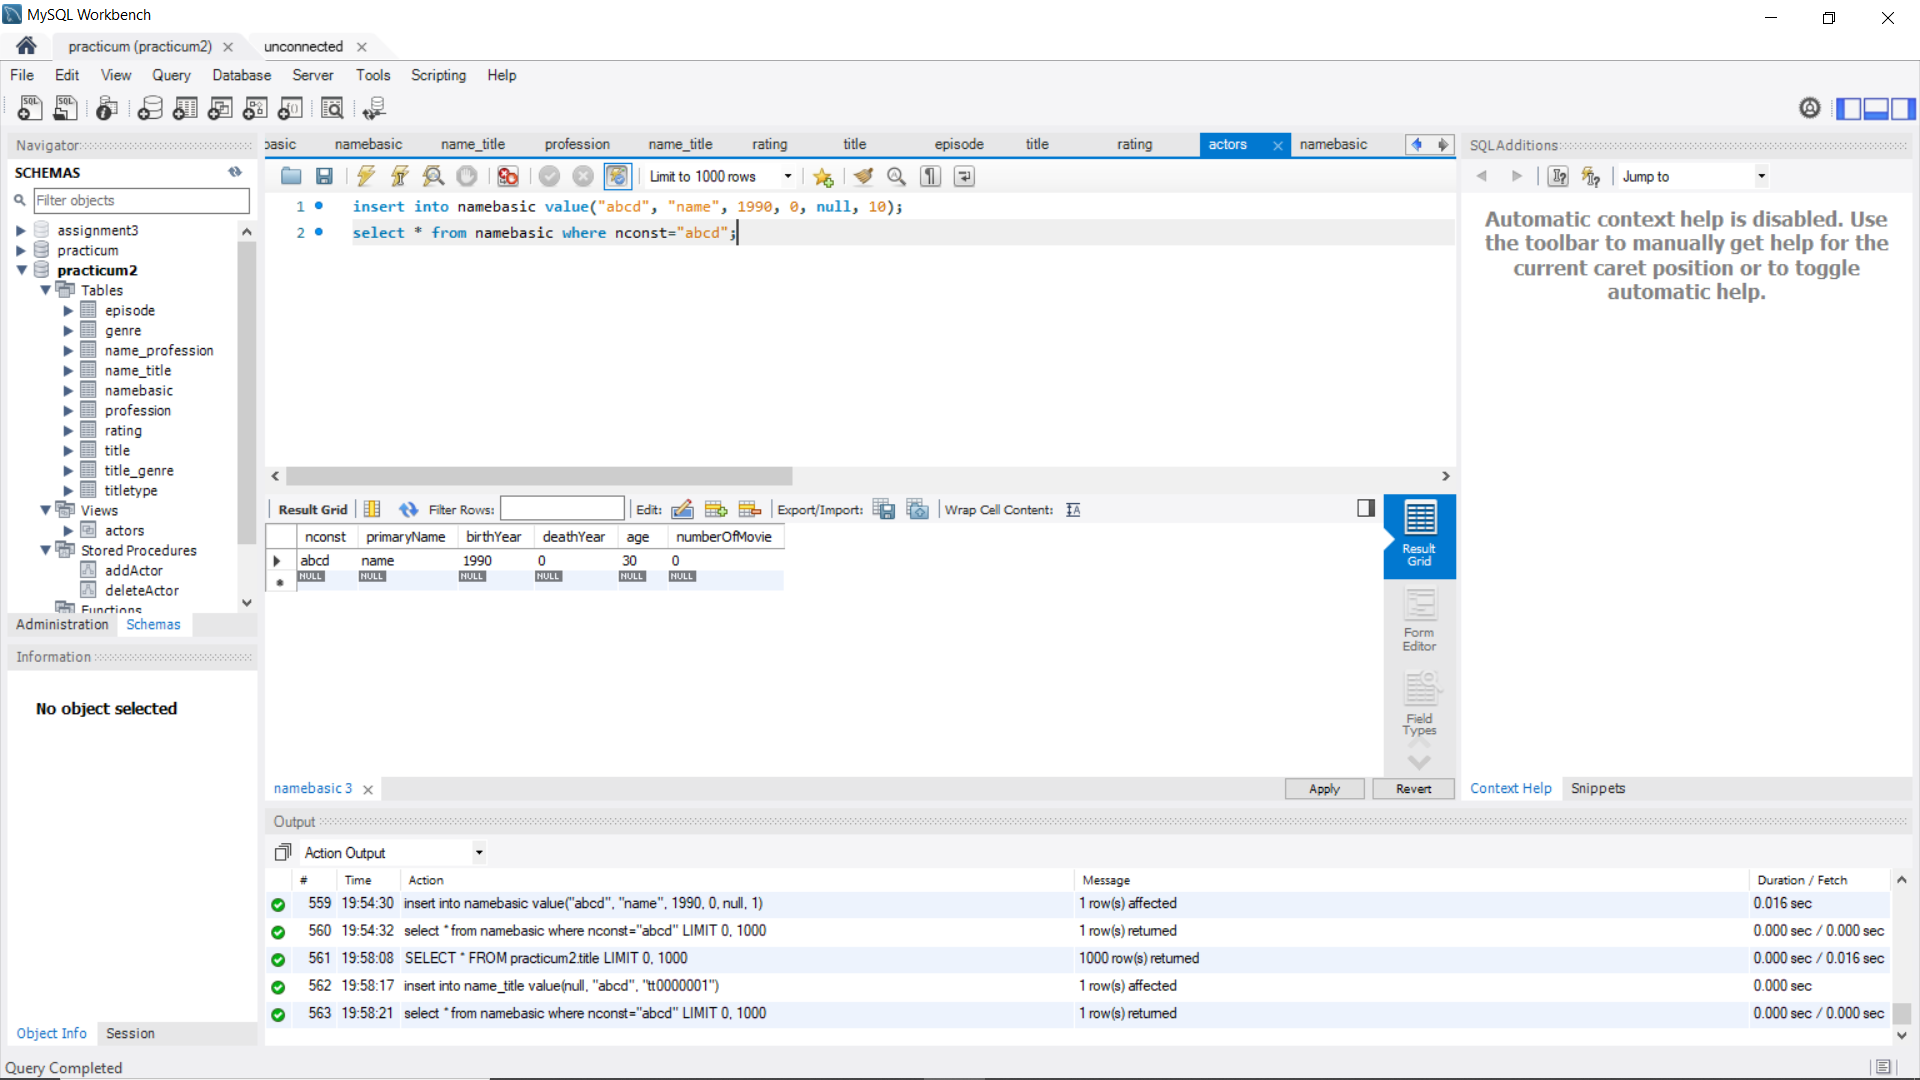 MySQL Workbench
practicum (practicum2)
unconnected
File Edit View Query Database Server Tools Scripting Help
Navigator
SCHEMAS
Filter objects
assignment3
practicum
practicum2
Tables
episode
genre
name_profession
name_title
namebasic
profession
rating
title
title_genre
titletype
Views
actors
Stored Procedures
addActor
deleteActor
Functions
Administration Schemas
Information
No object selected
Object Info Session
basic namebasic name_title profession name_title rating title episode title rating actors namebasic
Limit to 1000 rows
1 insert into namebasic value("abcd", "name", 1990, 0, null, 10);
2 select * from namebasic where nconst="abcd";
Result Grid Filter Rows: Edit: Export/Import: Wrap Cell Content:
nconst primaryName birthYear deathYear age numberOfMovie
abcd name 1990 0 30 0
NULL NULL NULL NULL NULL NULL
Result
Grid
Form
Editor
Field
Types
namebasic 3
Apply Revert
SQLAdditions
Jump to
Automatic context help is disabled. Use
the toolbar to manually get help for the
current caret position or to toggle
automatic help.
Context Help Snippets
Output
Action Output
# Time Action Message Duration / Fetch
559 19:54:30 insert into namebasic value("abcd", "name", 1990, 0, null, 1) 1 row(s) affected 0.016 sec
560 19:54:32 select * from namebasic where nconst="abcd" LIMIT 0, 1000 1 row(s) returned 0.000 sec / 0.000 sec
561 19:58:08 SELECT * FROM practicum2.title LIMIT 0, 1000 1000 row(s) returned 0.000 sec / 0.016 sec
562 19:58:17 insert into name_title value(null, "abcd", "tt0000001") 1 row(s) affected 0.000 sec
563 19:58:21 select * from namebasic where nconst="abcd" LIMIT 0, 1000 1 row(s) returned 0.000 sec / 0.000 sec
Query Completed